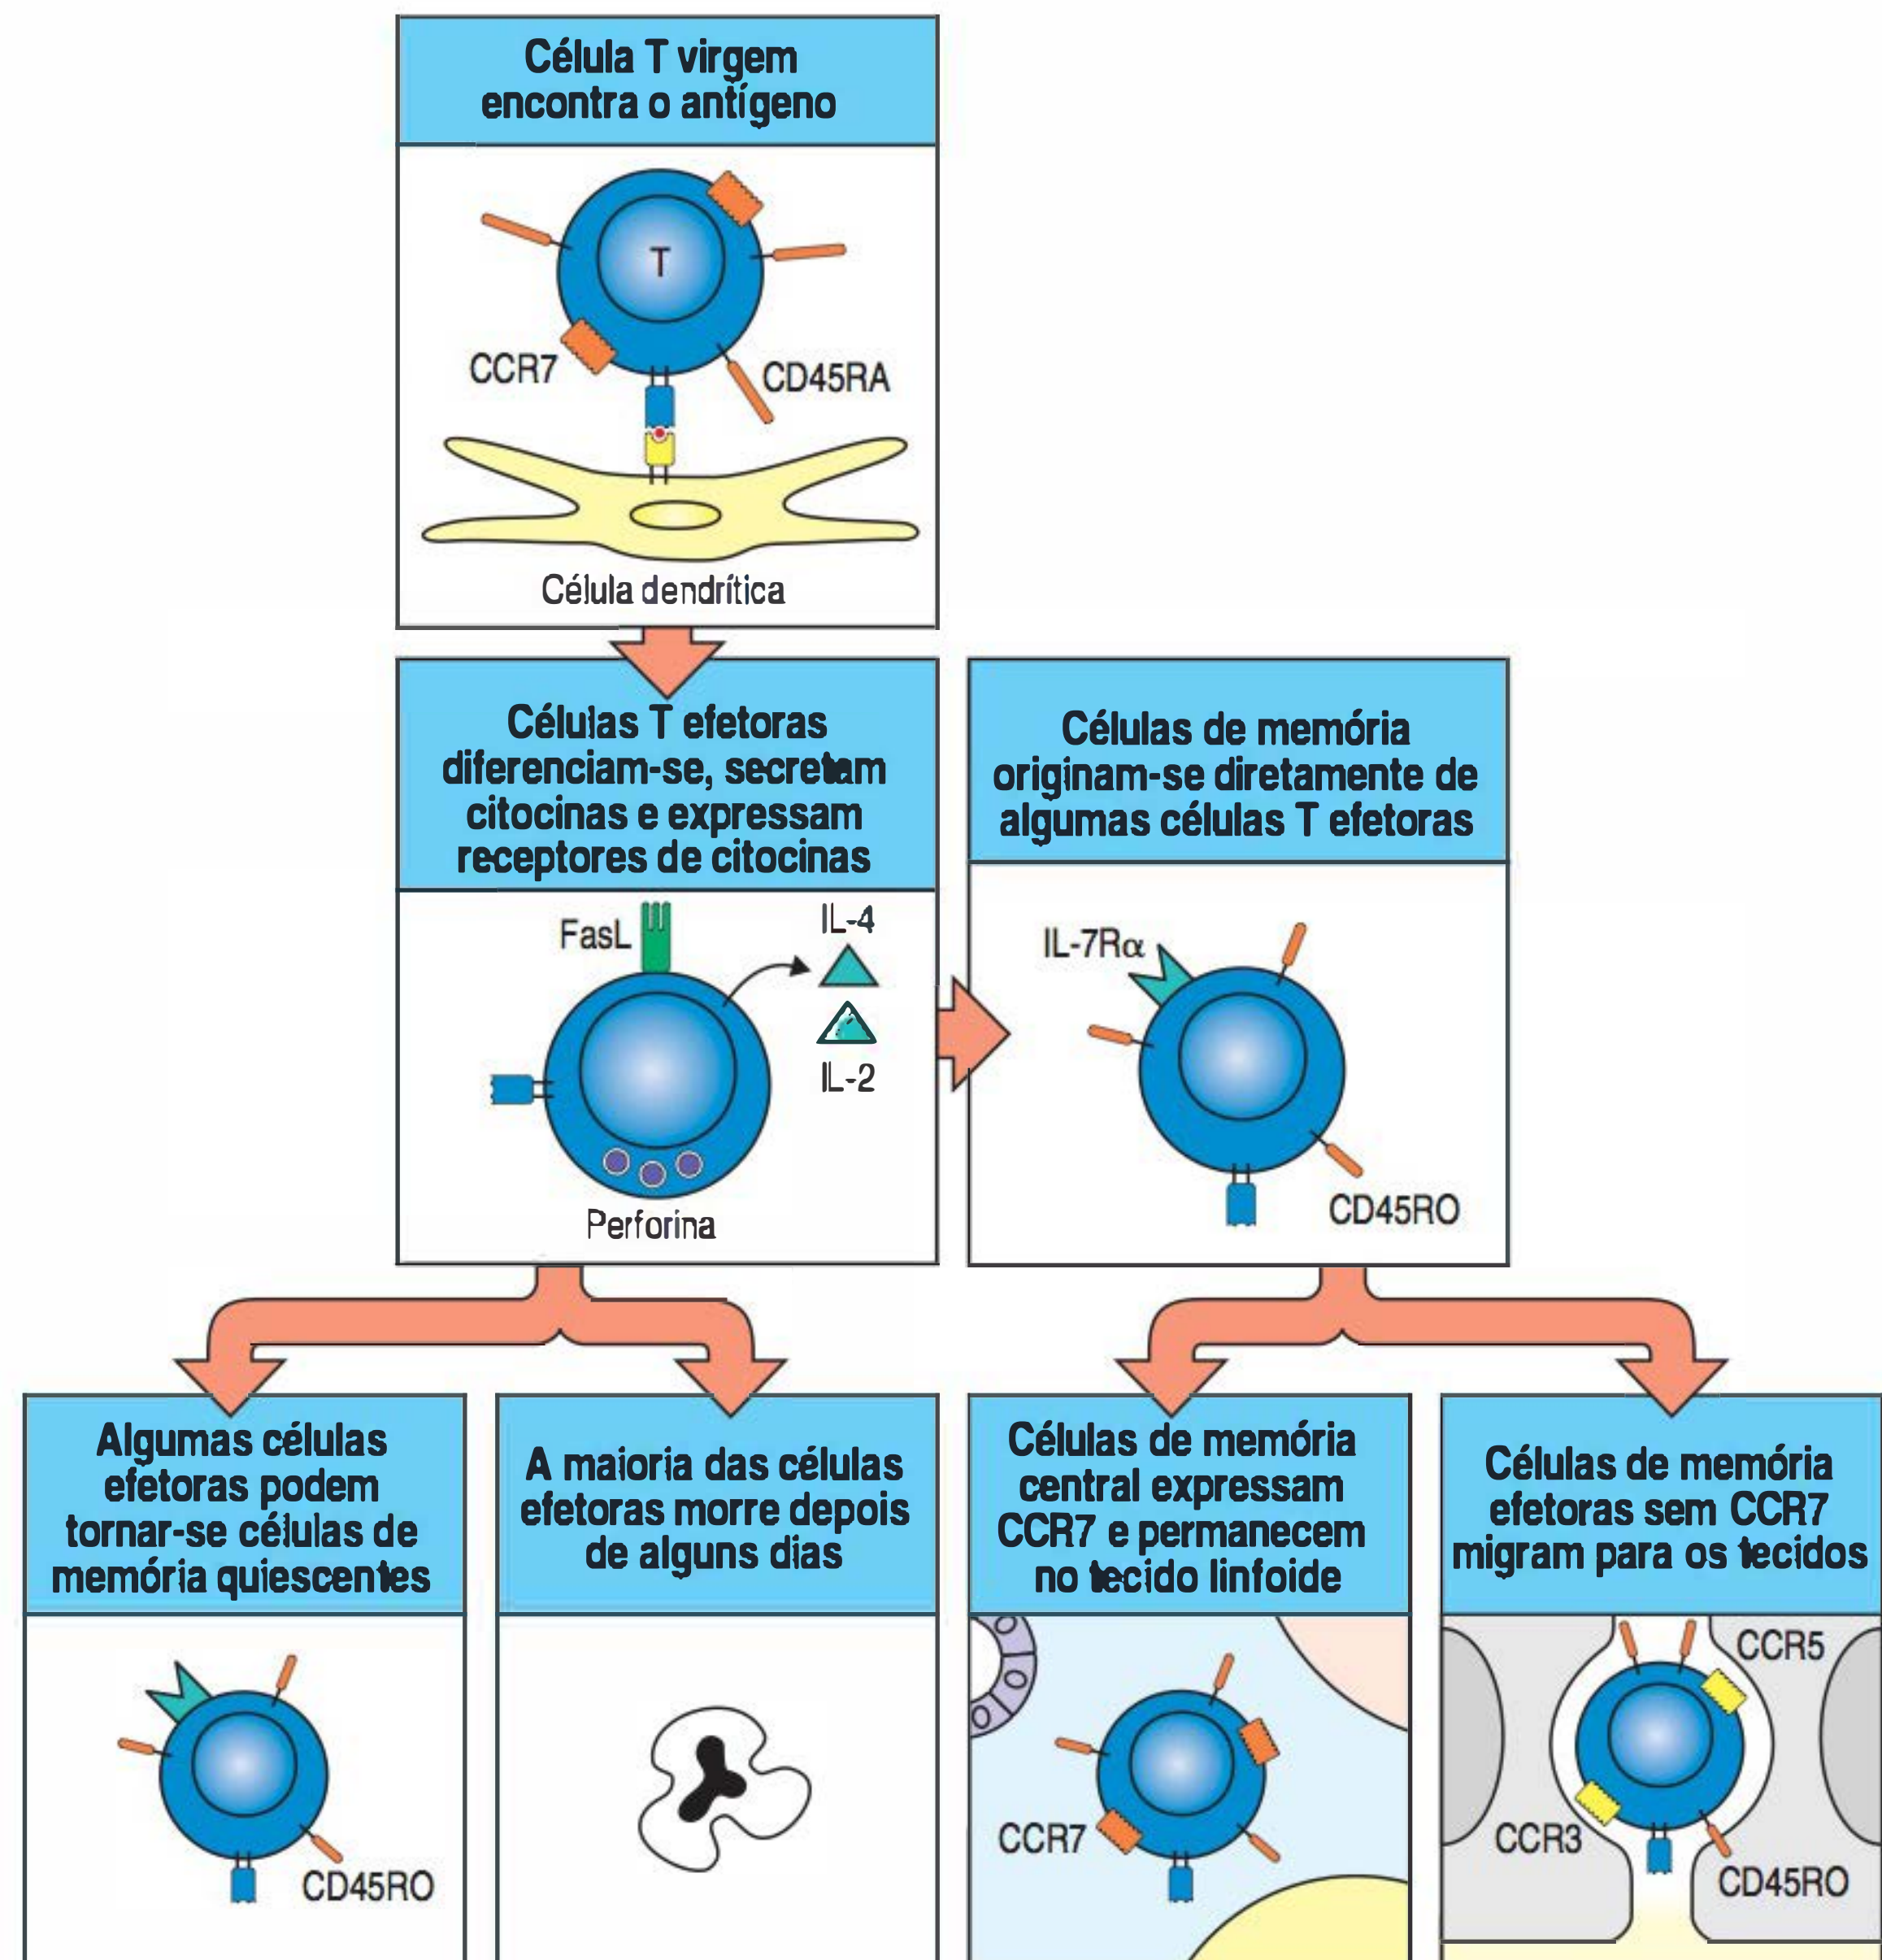 Célula T virgem
encontra o antígeno
T
CCR7
CD45RA
Célula dendrítica
Células T efetoras
diferenciam-se, secretam
citocinas e expressam
receptores de citocinas
FasL
IL-4
IL-2
Perforina
Células de memória
originam-se diretamente de
algumas células T efetoras
IL-7Rα
CD45RO
Algumas células
efetoras podem
tornar-se células de
memória quiescentes
CD45RO
A maioria das células
efetoras morre depois
de alguns dias
Células de memória
central expressam
CCR7 e permanecem
no tecido linfoide
CCR7
Células de memória
efetoras sem CCR7
migram para os tecidos
CCR5
CCR3
CD45RO